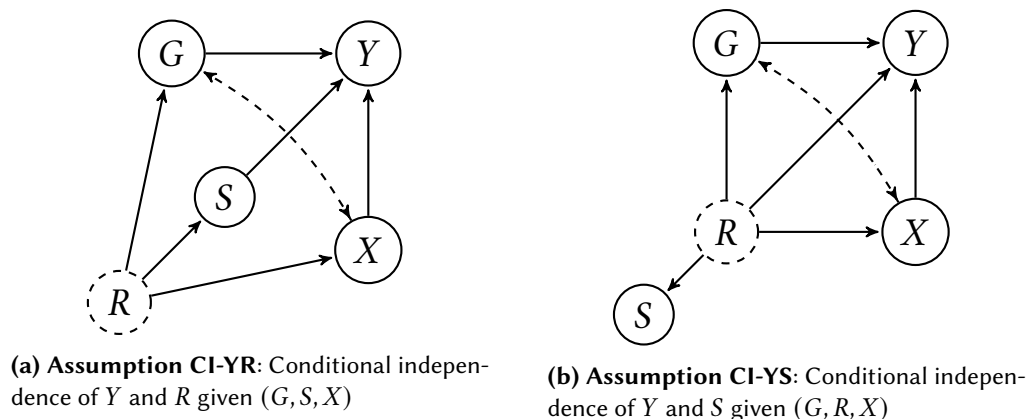 G
Y
S
X
R
(a) Assumption CI-YR: Conditional indepen-
dence of Y and R given (G, S, X)
G
Y
R
X
S
(b) Assumption CI-YS: Conditional indepen-
dence of Y and S given (G, R, X)